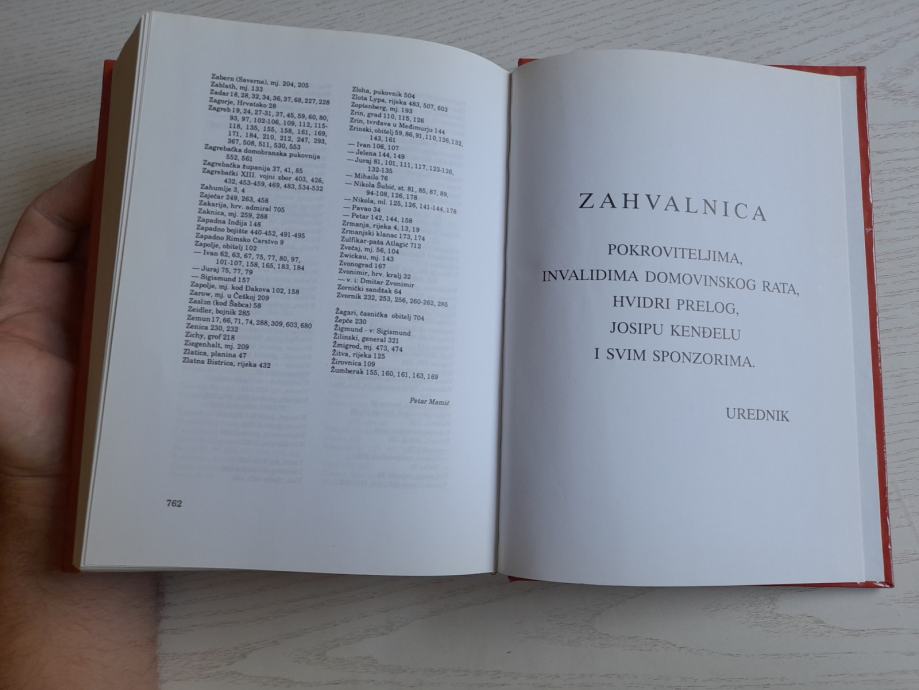 Zabern (Saverne), mj. 204, 205
Zablath, mj. 133
Zadar 18, 28, 32, 34, 36, 37, 68, 227, 228
Zagorje, Hrvatsko 28
Zagreb 19, 24, 27-31, 37, 45, 59, 60, 80,
93, 97, 102-106, 109, 112, 115-
118, 135, 155, 158, 161, 169,
171, 184, 210, 212, 247, 293,
367, 508, 511, 530, 553
Zagrebačka domobranska pukovnija
552, 561
Zagrebačka županija 37, 41, 65
Zagrebački XIII. vojni zbor 403, 426,
432, 453-459, 469, 483, 534-532
Zahumlje 3, 4
Zaječar 249, 263, 458
Zakarija, hrv. admiral 705
Zaknica, mj. 259, 288
Zapadna Indija 148
Zapadno bojište 440-452, 491-495
Zapadno Rimsko Carstvo 9
Zapolje, obitelj 102
— Ivan 62, 63, 67, 75, 77, 80, 97,
101-107, 158, 165, 183, 184
— Juraj 75, 77, 79
— Sigismund 157
Zapolje, mj. kod Đakova 102, 158
Zarow, mj. u Češkoj 209
Zaslon (kod Šabca) 58
Zeidler, bojnik 285
Zemun 17, 66, 71, 74, 288, 309, 603, 680
Zenica 230, 232
Zichy, grof 218
Ziegenhalt, mj. 209
Zlatica, planina 47
Zlatna Bistrica, rijeka 432
Zloha, pukovnik 504
Zlota Lypa, rijeka 483, 507, 603
Zoptenberg, mj. 193
Zrin, grad 110, 115, 126
Zrin, tvrđava u Međimurju 144
Zrinski, obitelj 59, 86, 91, 110, 126, 132,
143, 161
— Ivan 106, 107
— Jelena 144, 149
— Juraj 81, 101, 111, 117, 123-126,
132-135
— Mihailo 76
— Nikola Šubić, st. 81, 85, 87, 89,
94-108, 126, 178
— Nikola, ml. 125, 126, 141-144, 178
— Pavao 34
— Petar 142, 144, 158
Zrmanja, rijeka 4, 13, 19
Zrmanjski klanac 173, 174
Zulfikar-paša Atlagić 712
Zvečaj, mj. 56, 104
Zwickau, mj. 143
Zvonograd 167
Zvonimir, hrv. kralj 32
— v. i: Dmitar Zvonimir
Zornički sandžak 64
Zvornik 232, 253, 256, 260-262, 285
Žagari, časnička obitelj 704
Žepče 230
Žigmund - v: Sigismund
Žilinski, general 321
Žmigrod, mj. 473, 474
Žitva, rijeka 125
Žirovnica 109
Žumberak 155, 160, 161, 163, 169
Petar Mamić
762
ZAHVALNICA
POKROVITELJIMA,
INVALIDIMA DOMOVINSKOG RATA,
HVIDRI PRELOG,
JOSIPU KENĐELU
I SVIM SPONZORIMA.
UREDNIK